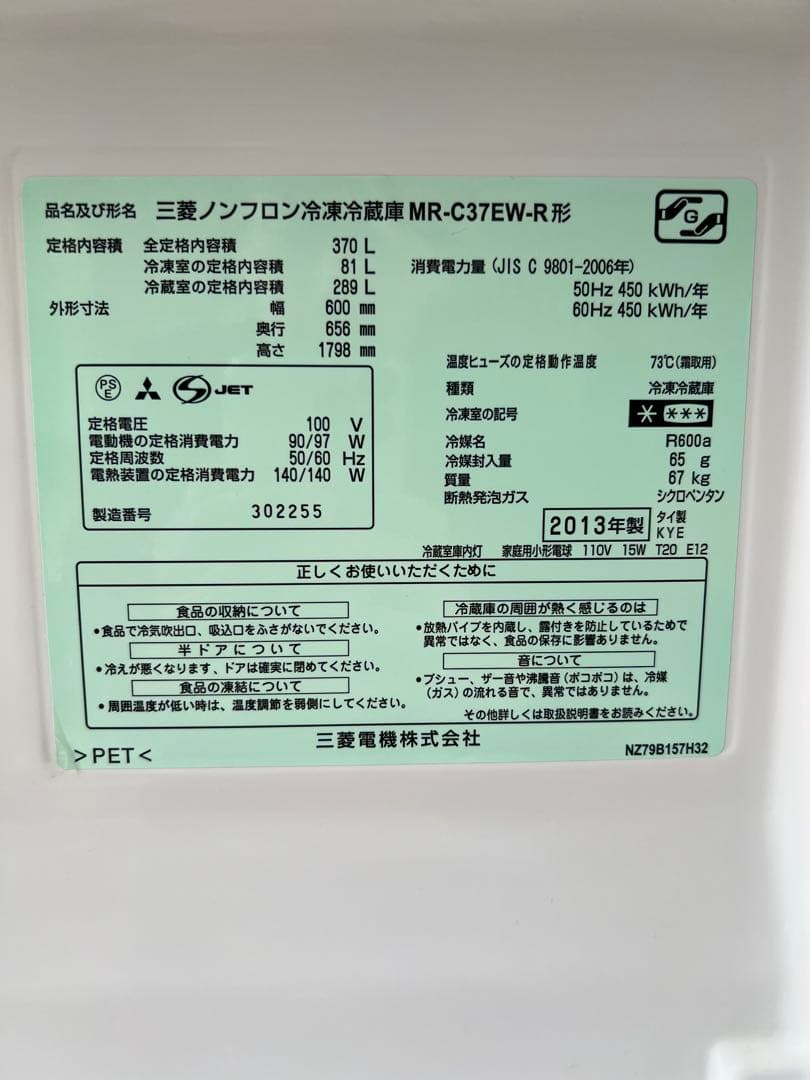 品名及び形名 三菱ノンフロン冷凍冷蔵庫 MR-C37EW-R形
G
定格内容積 全定格内容積 370 L
冷凍室の定格内容積 81 L
冷蔵室の定格内容積 289 L
外形寸法 幅 600 mm
奥行 656 mm
高さ 1798 mm
消費電力量 (JIS C 9801-2006年)
50Hz 450 kWh/年
60Hz 450 kWh/年
PSE S JET
定格電圧 100 V
電動機の定格消費電力 90/97 W
定格周波数 50/60 Hz
電熱装置の定格消費電力 140/140 W
製造番号 302255
温度ヒューズの定格動作温度 73℃(霜取用)
種類 冷凍冷蔵庫
冷凍室の記号 * ***
冷媒名 R600a
冷媒封入量 65 g
質量 67 kg
断熱発泡ガス シクロペンタン
2013年製 タイ製
KYE
冷蔵室庫内灯 家庭用小形電球 110V 15W T20 E12
正しくお使いいただくために
食品の収納について
•食品で冷気吹出口、吸込口をふさがないでください。
半ドアについて
•冷えが悪くなります、ドアは確実に閉めてください。
食品の凍結について
•周囲温度が低い時は、温度調節を弱側にしてください。
冷蔵庫の周囲が熱く感じるのは
•放熱パイプを内蔵し、露付きを防止しているためで
異常ではなく、食品の保存に影響ありません。
音について
•プシュー、ザー音や沸騰音(ポコポコ)は、冷媒
(ガス)の流れる音で、異常ではありません。
その他詳しくは取扱説明書をお読みください。
>PET< 三菱電機株式会社 NZ79B157H32